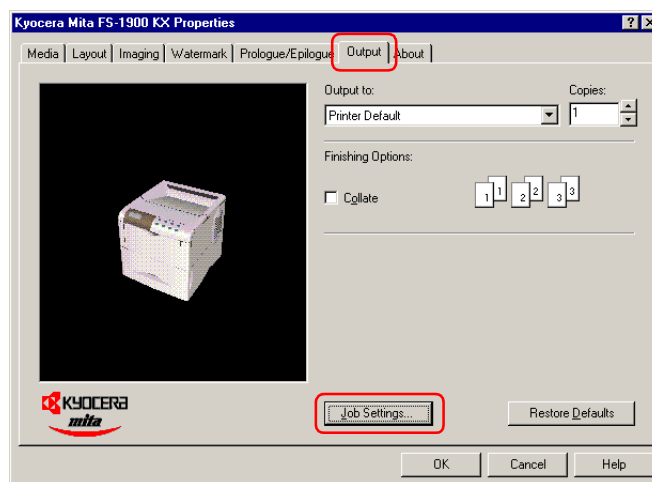 Kyocera Mita FS-1900 KX Properties
Media Layout Imaging Watermark Prologue/Epilogue Output About
Output to: Copies:
Printer Default 1
Finishing Options:
Collate 1 1 2 2 3 3
KYOCERA
mita
Job Settings... Restore Defaults
OK Cancel Help